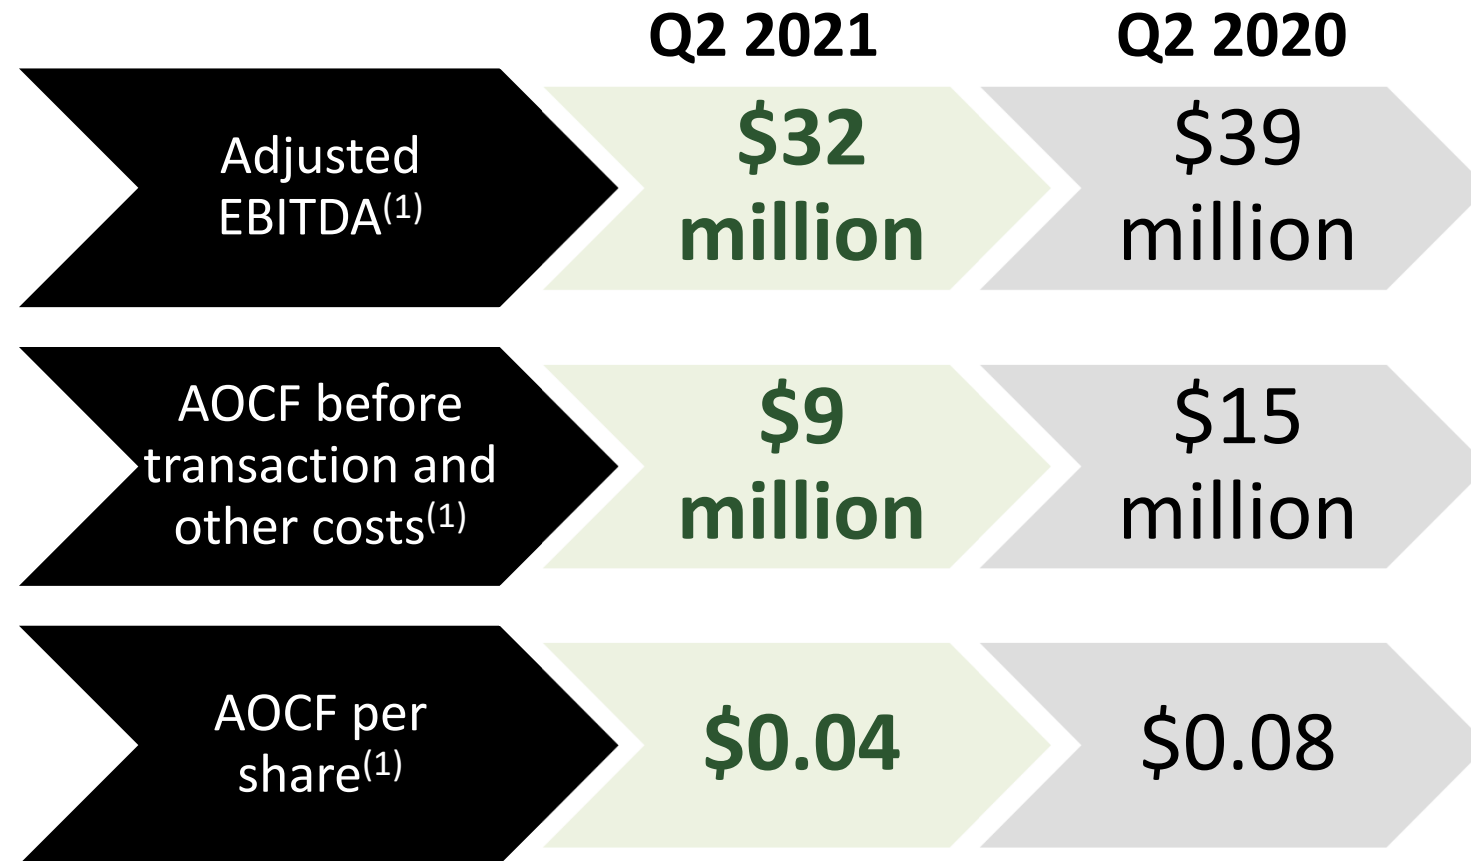 Q2 2021 Q2 2020
Adjusted
EBITDA(1)
$32
million
$39
million
AOCF before
transaction and
other costs(1)
$9
million
$15
million
AOCF per
share(1)
$0.04
$0.08